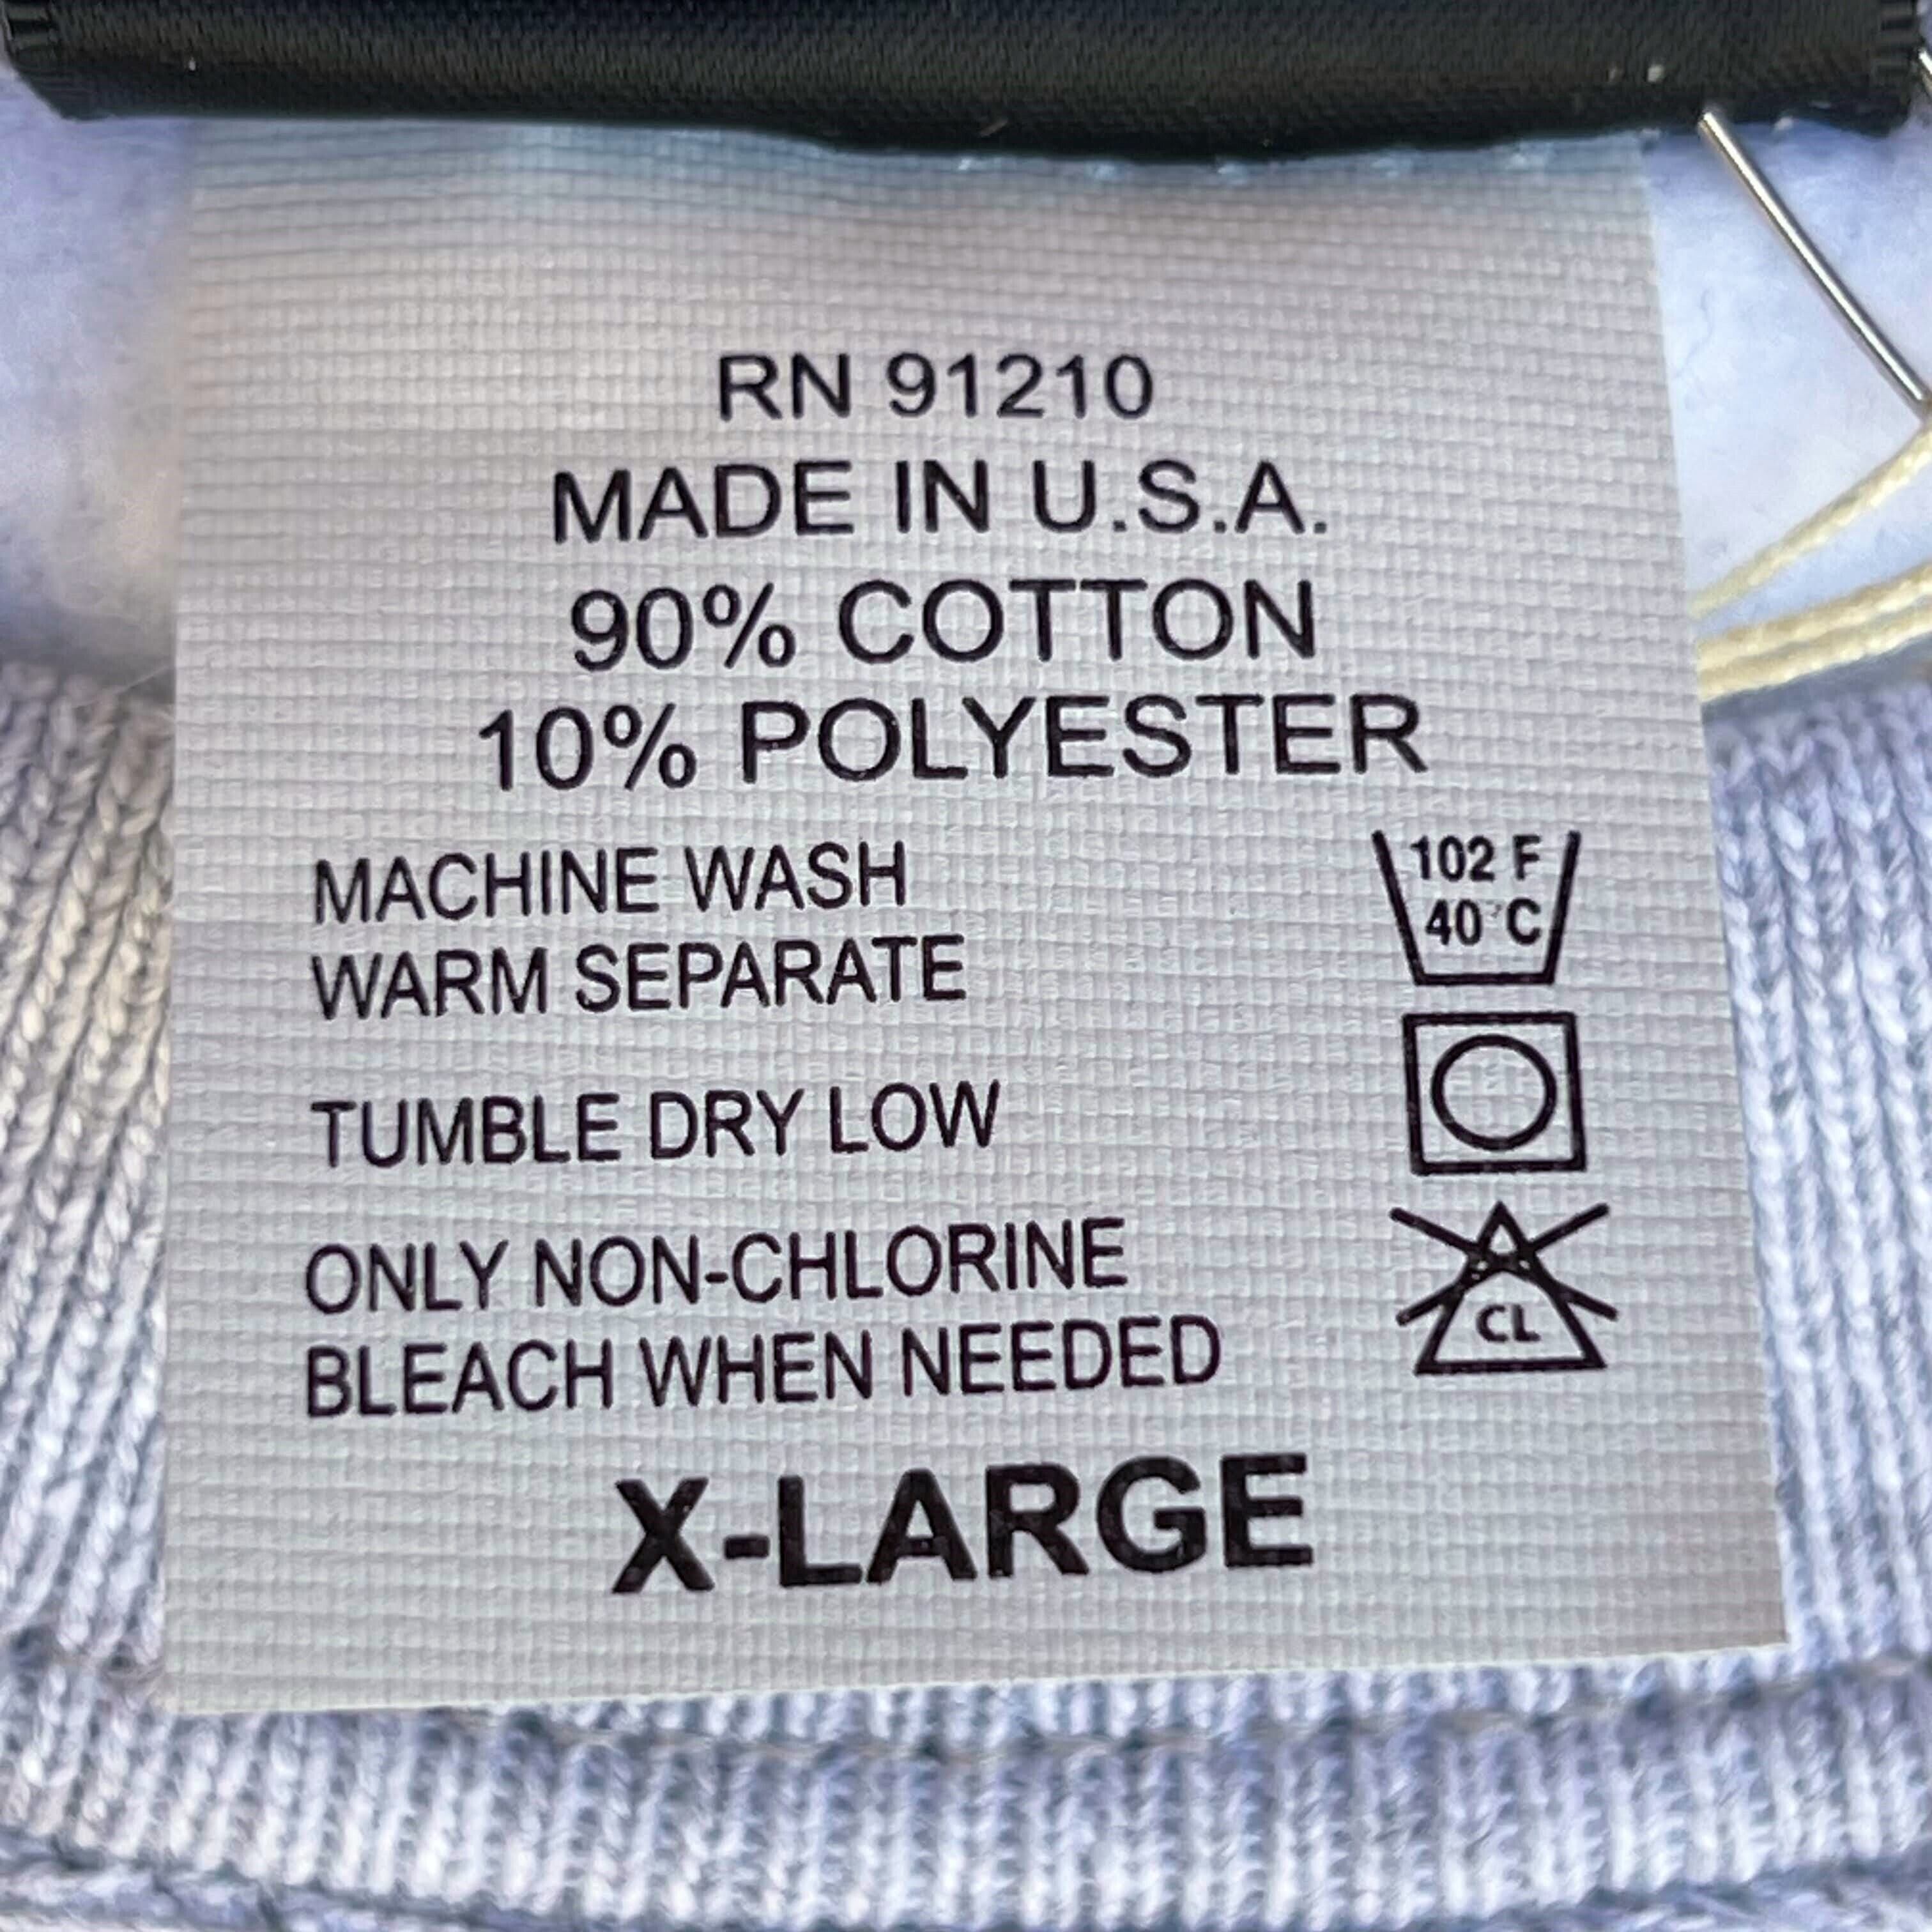 RN 91210
MADE IN U.S.A.
90% COTTON
10% POLYESTER
MACHINE WASH
WARM SEPARATE
102 F
40°C
TUMBLE DRY LOW
ONLY NON-CHLORINE
BLEACH WHEN NEEDED
CL
X-LARGE